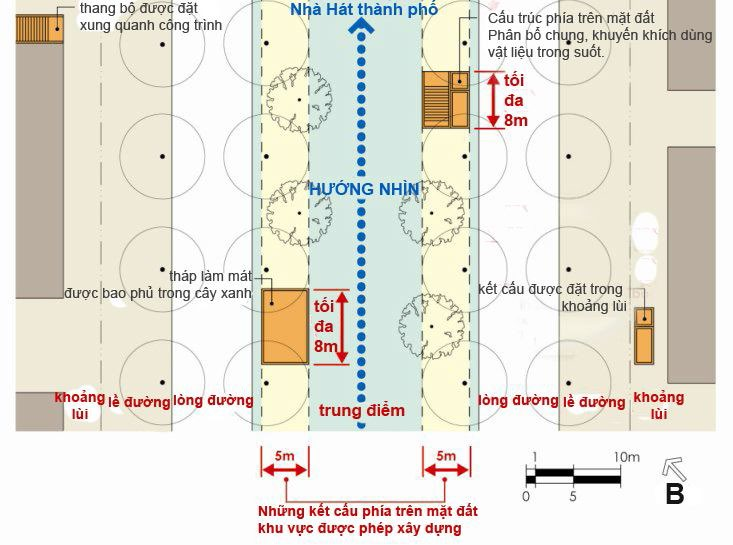 thang bộ được đặt
xung quanh công trình
Nhà Hát thành phố
Cấu trúc phía trên mặt đất
Phân bố chung, khuyến khích dùng
vật liệu trong suốt.
tối
đa
8m
HƯỚNG NHÌN
tháp làm mát
được bao phủ trong cây xanh
tối
đa
8m
kết cấu được đặt trong
khoảng lùi
khoảng
lùi
lề đường
lòng đường
trung điểm
lòng đường
lề đường
khoảng
lùi
5m
5m
1
10m
0
5
B
Những kết cấu phía trên mặt đất
khu vực được phép xây dựng